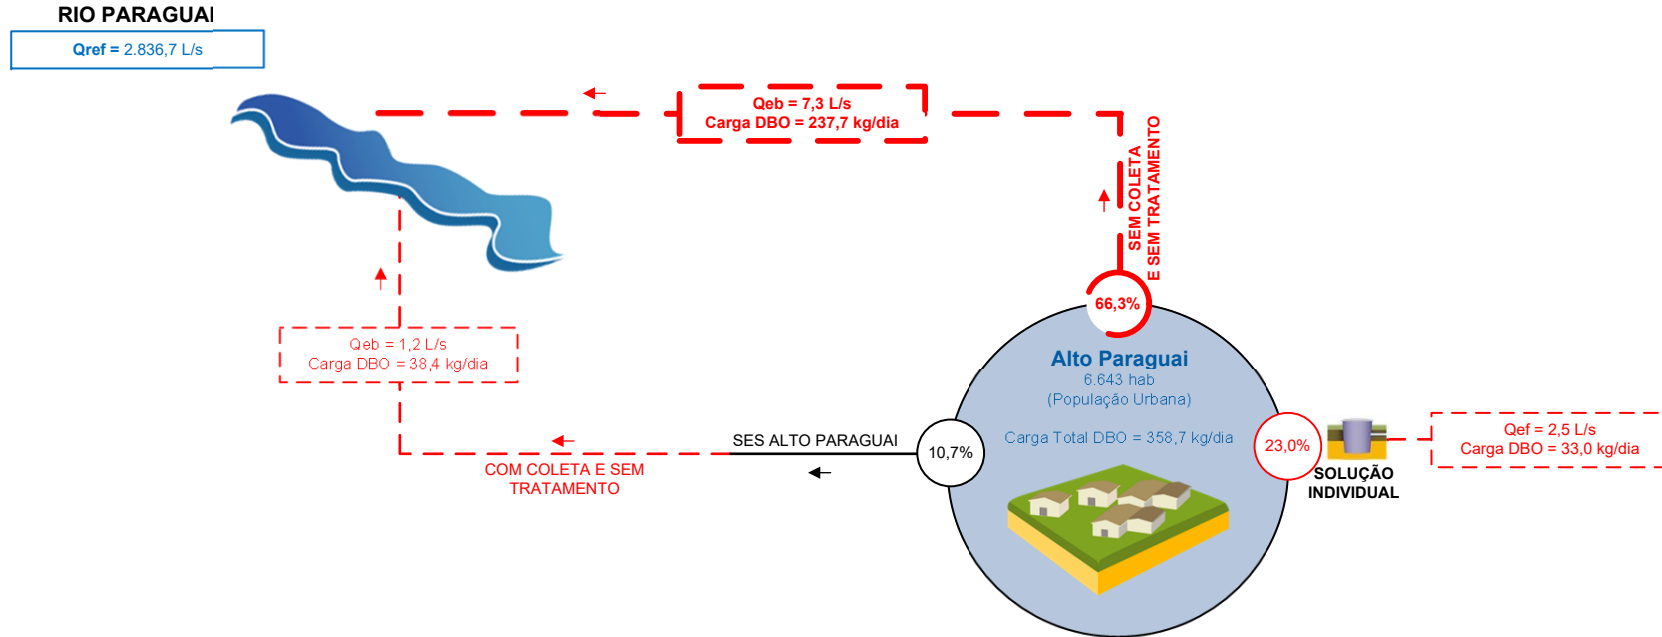 RIO PARAGUAI
Qref = 2.836,7 L/s
Qeb = 7,3 L/s
Carga DBO = 237,7 kg/dia
SEM COLETA
E SEM TRATAMENTO
66,3%
Qeb = 1,2 L/s
Carga DBO = 38,4 kg/dia
Alto Paraguai
6.643 hab
(População Urbana)
Carga Total DBO = 358,7 kg/dia
SES ALTO PARAGUAI
10,7%
COM COLETA E SEM
TRATAMENTO
23,0%
SOLUÇÃO
INDIVIDUAL
Qef = 2,5 L/s
Carga DBO = 33,0 kg/dia